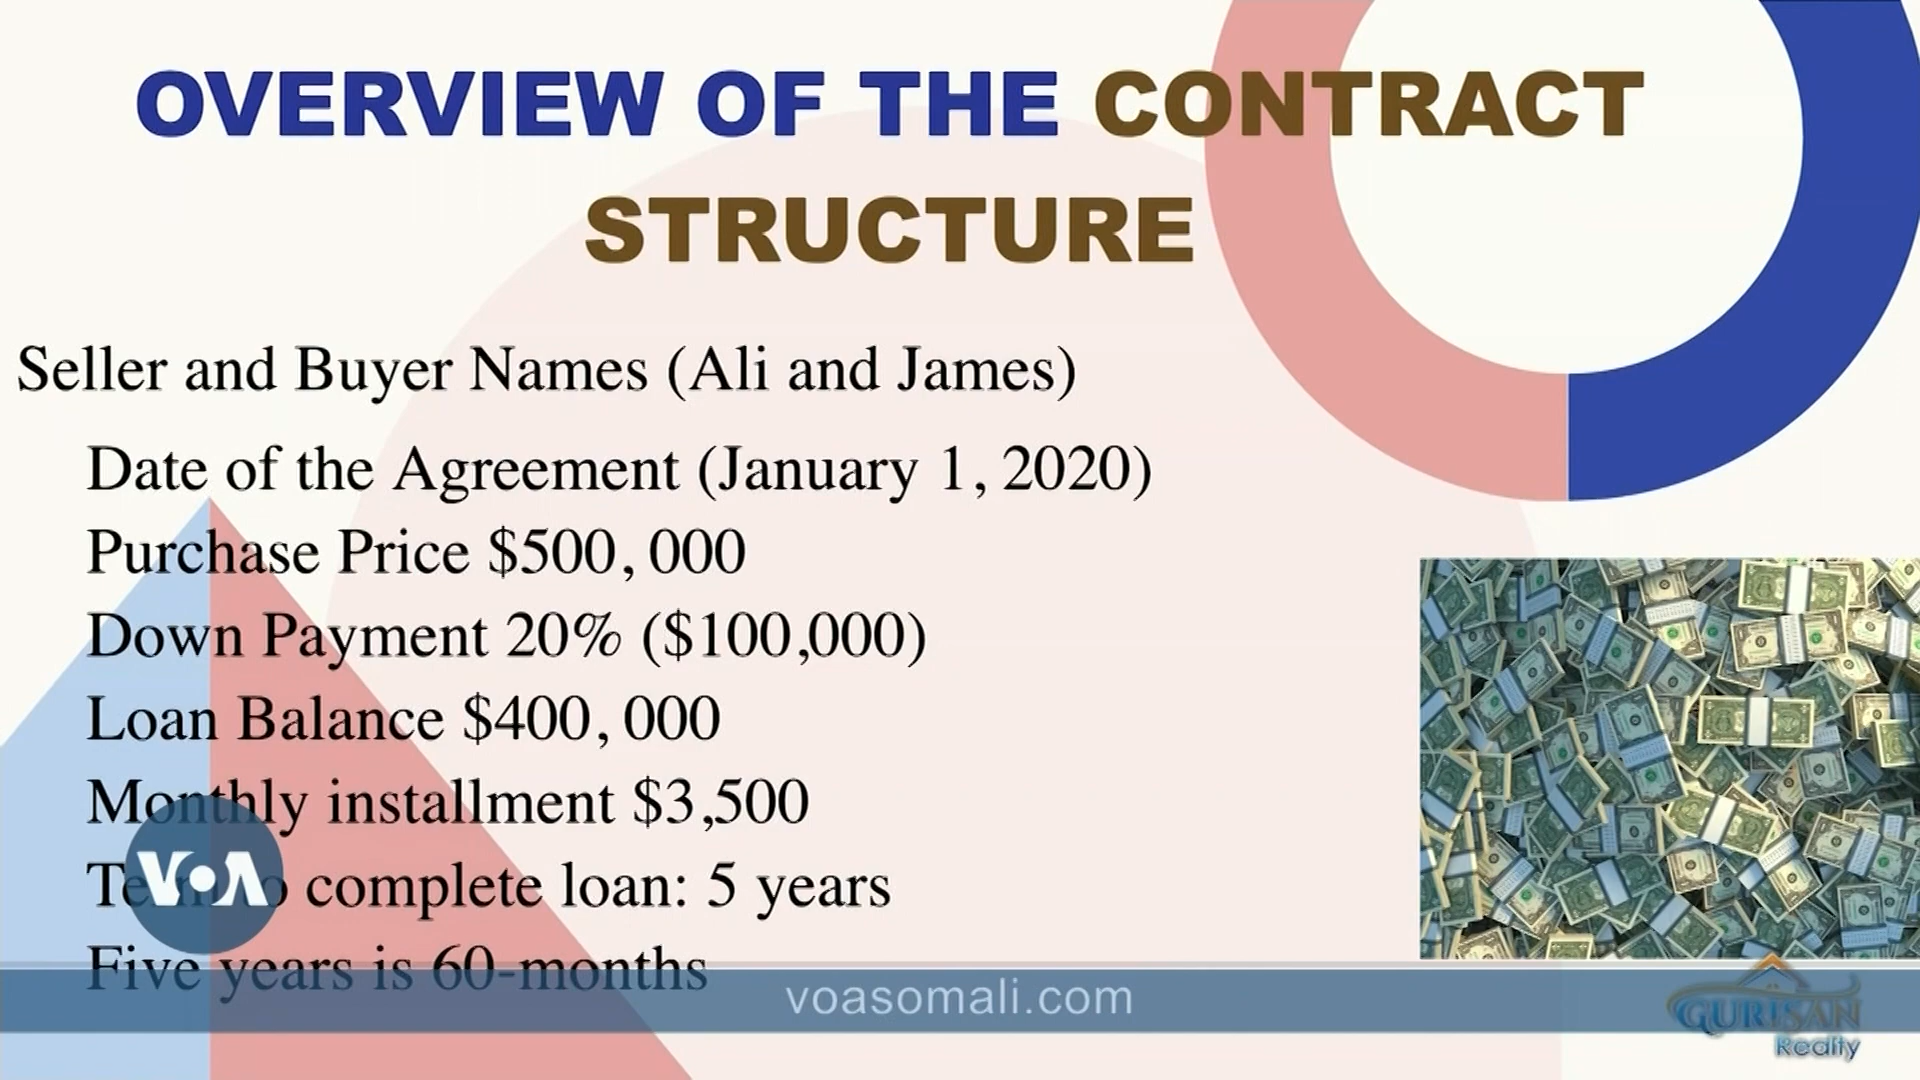 OVERVIEW OF THE CONTRACT
STRUCTURE
Seller and Buyer Names (Ali and James)
Date of the Agreement (January 1, 2020)
Purchase Price $500, 000
Down Payment 20% ($100,000)
Loan Balance $400, 000
Monthly installment $3,500
complete loan: 5 years
Five years is 60-months
VOA
voasomali.com
GURISAN
Realty